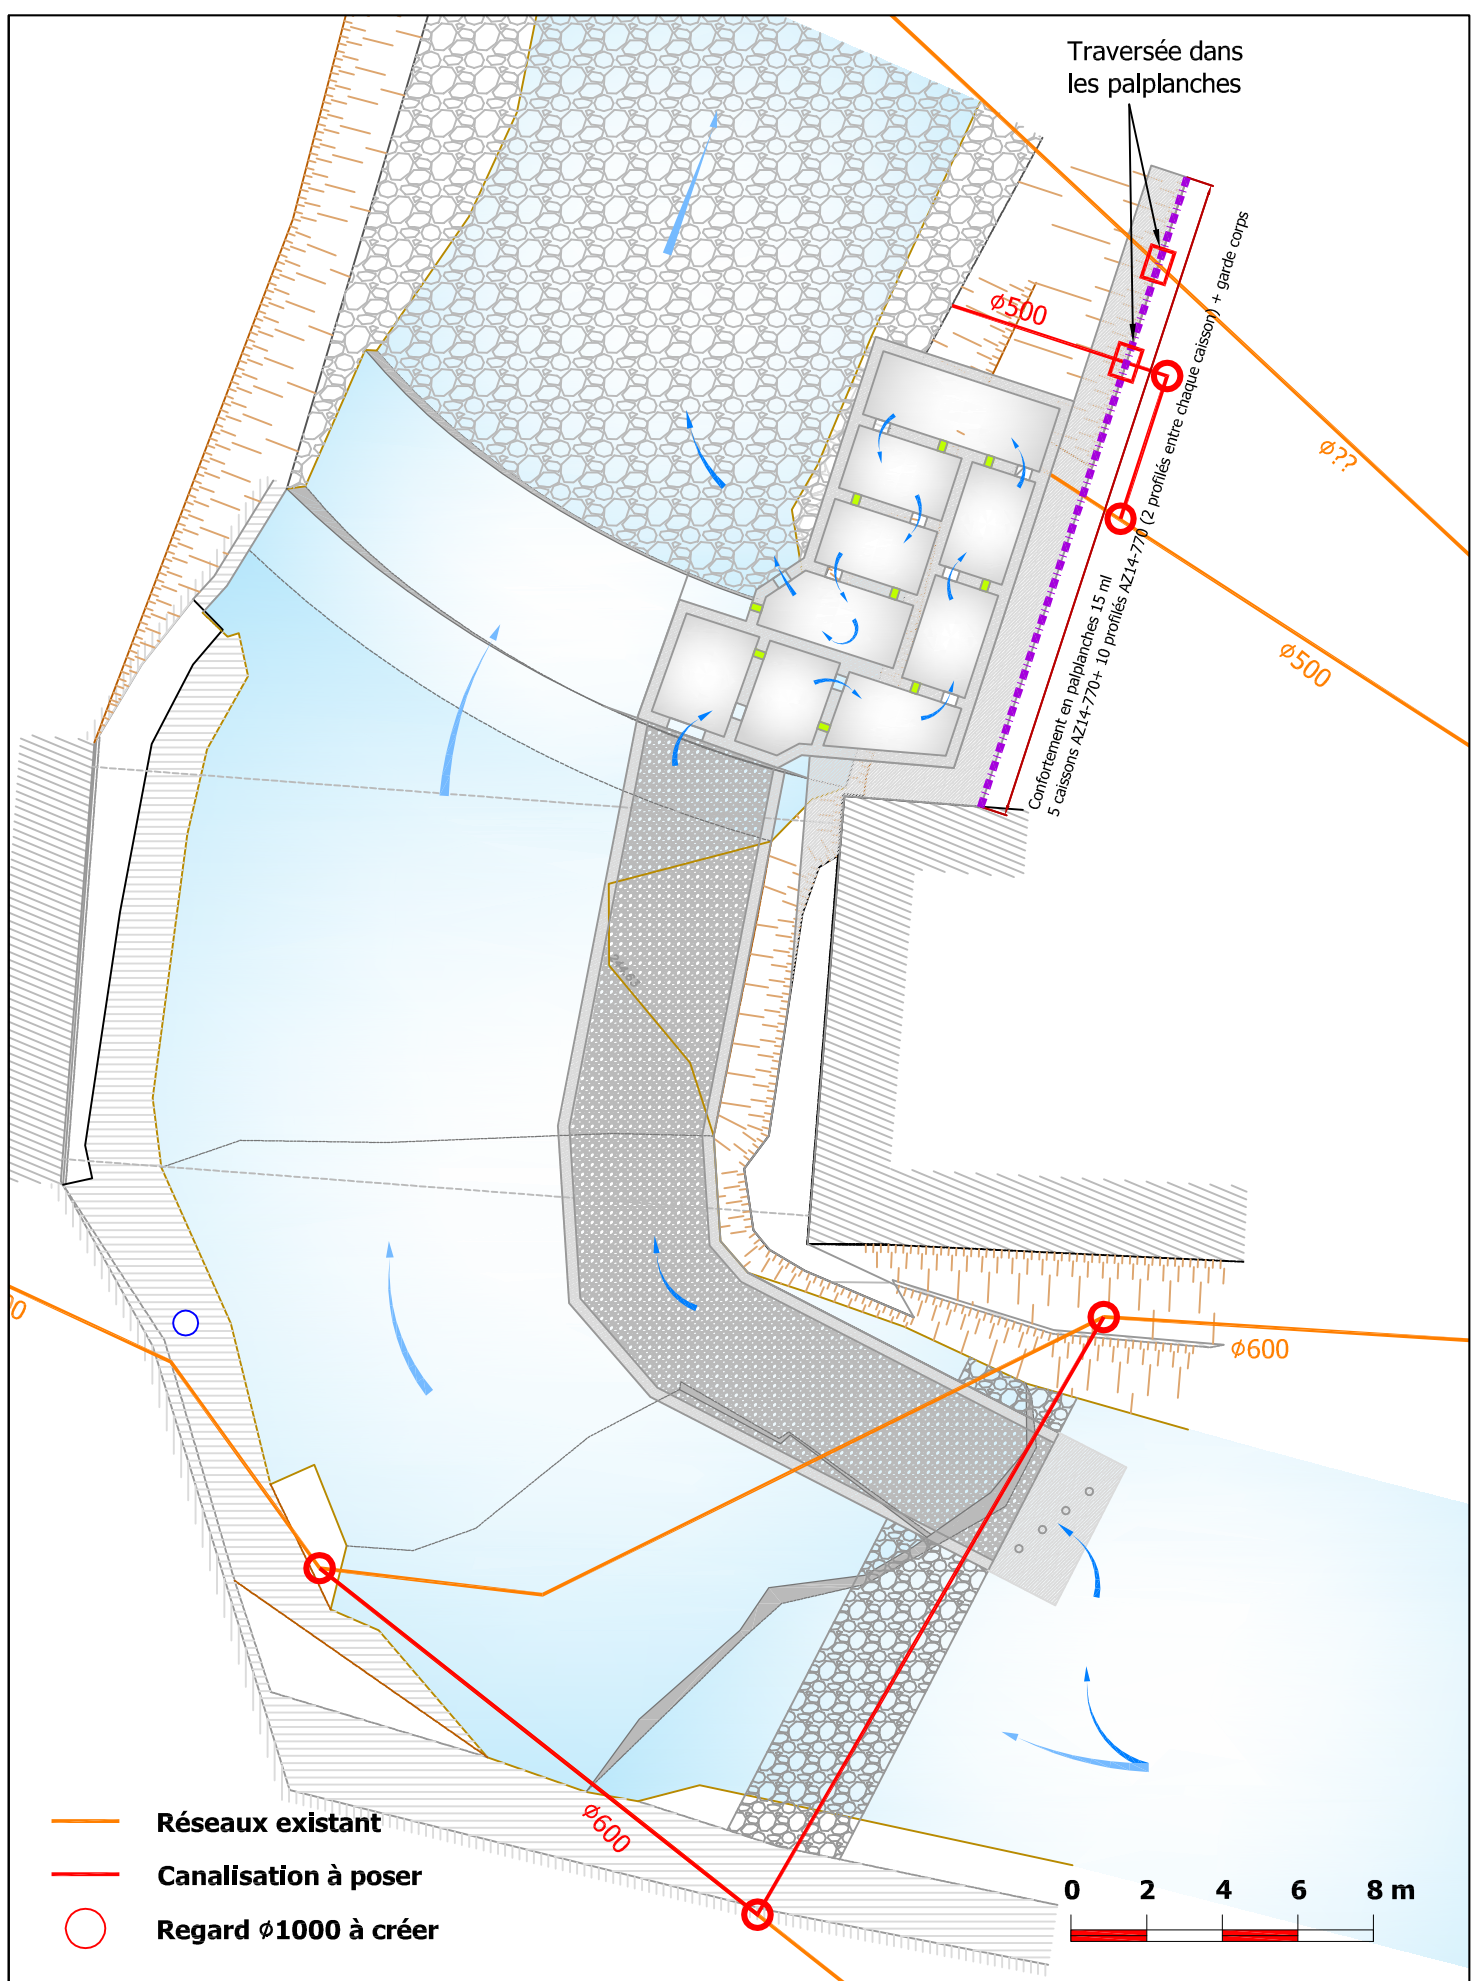 Traversée dans
les palplanches
ø500
ø??
ø500
Confortement en palplanches 15 ml
5 caissons AZ14-770+ 10 profilés AZ14-770 (2 profilés entre chaque caisson) + garde corps
ø600
ø600
Réseaux existant
Canalisation à poser
Regard ø1000 à créer
0 2 4 6 8 m